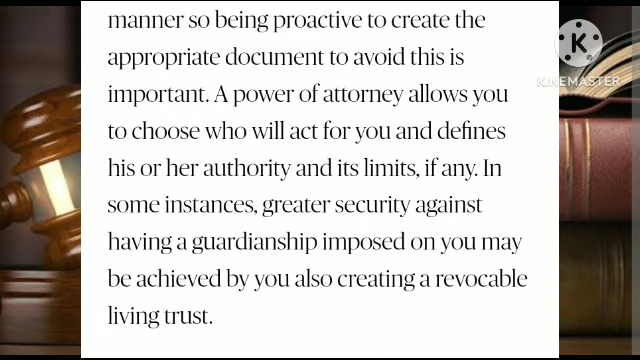 manner so being proactive to create the
appropriate document to avoid this is
important. A power of attorney allows you
to choose who will act for you and defines
his or her authority and its limits, if any. In
some instances, greater security against
having a guardianship imposed on you may
be achieved by you also creating a revocable
living trust.
K
KINEMASTER